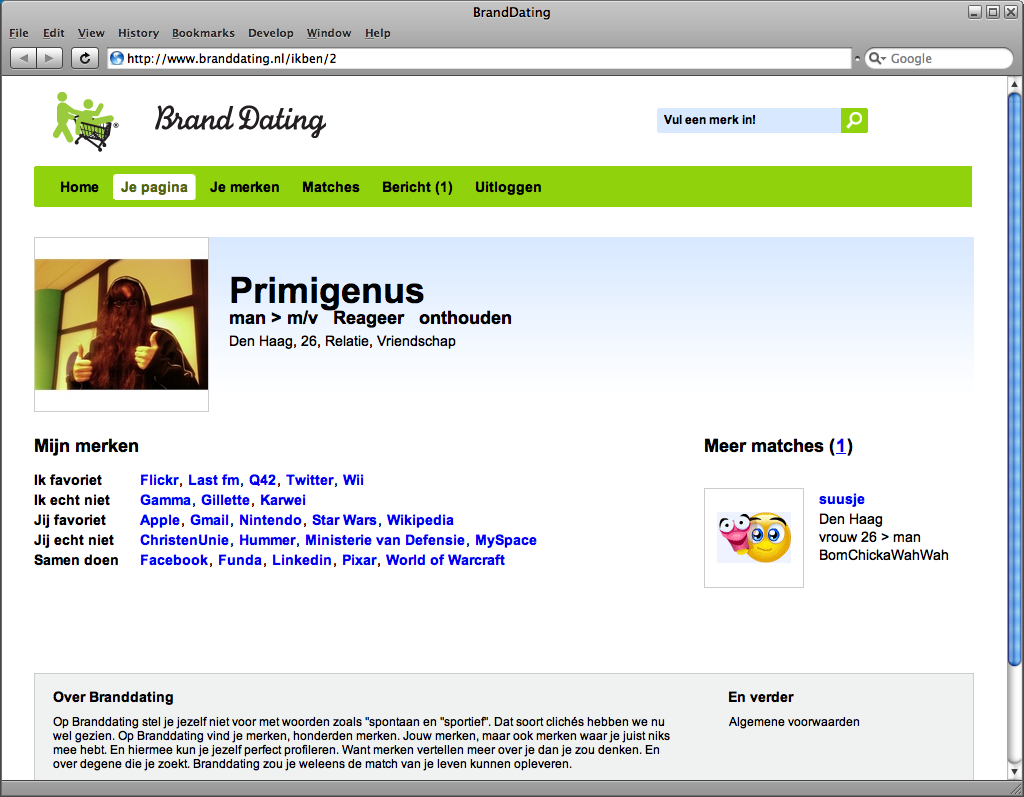 BrandDating
File Edit View History Bookmarks Develop Window Help
http://www.branddating.nl/ikben/2
Google
Brand Dating
Vul een merk in!
Home Je pagina Je merken Matches Bericht (1) Uitloggen
Primigenus
man > m/v Reageer onthouden
Den Haag, 26, Relatie, Vriendschap
Mijn merken
Ik favoriet Flickr, Last fm, Q42, Twitter, Wii
Ik echt niet Gamma, Gillette, Karwei
Jij favoriet Apple, Gmail, Nintendo, Star Wars, Wikipedia
Jij echt niet ChristenUnie, Hummer, Ministerie van Defensie, MySpace
Samen doen Facebook, Funda, Linkedin, Pixar, World of Warcraft
Meer matches (1)
suusje
Den Haag
vrouw 26 > man
BomChickaWahWah
Over Branddating
Op Branddating stel je jezelf niet voor met woorden zoals "spontaan en "sportief". Dat soort clichés hebben we nu
wel gezien. Op Branddating vind je merken, honderden merken. Jouw merken, maar ook merken waar je juist niks
mee hebt. En hiermee kun je jezelf perfect profileren. Want merken vertellen meer over je dan je zou denken. En
over degene die je zoekt. Branddating zou je weleens de match van je leven kunnen opleveren.
En verder
Algemene voorwaarden